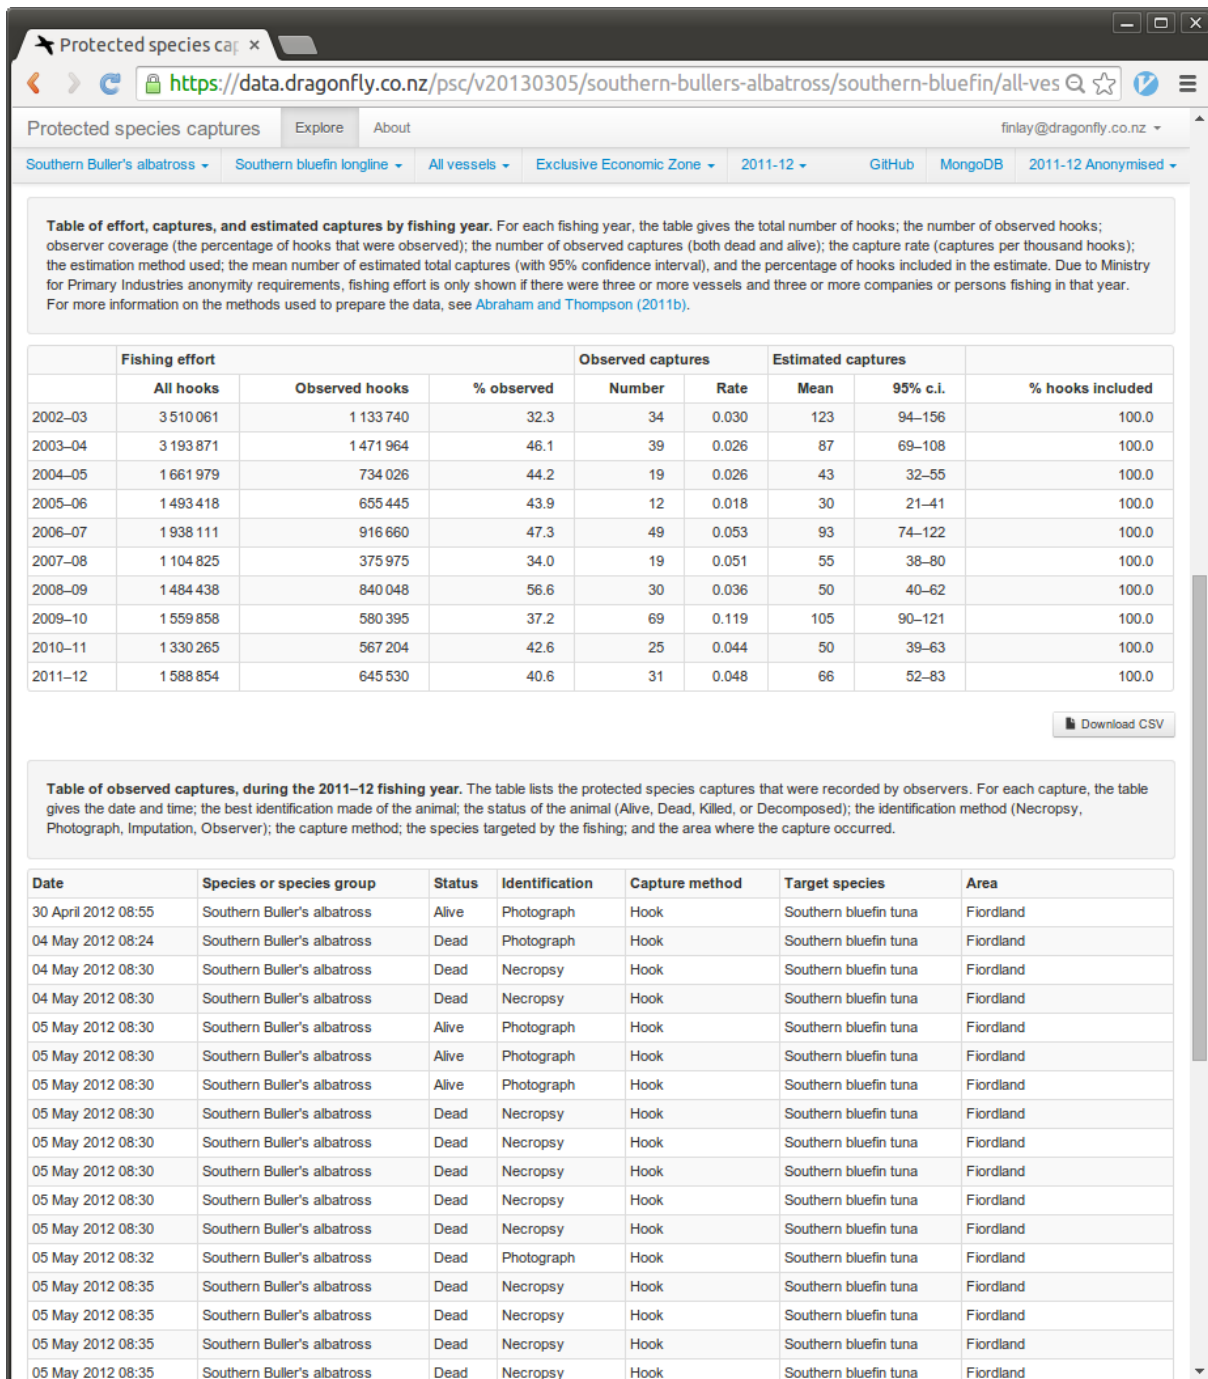 Protected species cap
https://data.dragonfly.co.nz/psc/v20130305/southern-bullers-albatross/southern-bluefin/all-ves
Protected species captures Explore About finlay@dragonfly.co.nz
Southern Buller's albatross Southern bluefin longline All vessels Exclusive Economic Zone 2011-12 GitHub MongoDB 2011-12 Anonymised
Table of effort, captures, and estimated captures by fishing year. For each fishing year, the table gives the total number of hooks; the number of observed hooks;
observer coverage (the percentage of hooks that were observed); the number of observed captures (both dead and alive); the capture rate (captures per thousand hooks);
the estimation method used; the mean number of estimated total captures (with 95% confidence interval), and the percentage of hooks included in the estimate. Due to Ministry
for Primary Industries anonymity requirements, fishing effort is only shown if there were three or more vessels and three or more companies or persons fishing in that year.
For more information on the methods used to prepare the data, see Abraham and Thompson (2011b).
Fishing effort Observed captures Estimated captures
All hooks Observed hooks % observed Number Rate Mean 95% c.i. % hooks included
2002–03 3 510 061 1 133 740 32.3 34 0.030 123 94–156 100.0
2003–04 3 193 871 1 471 964 46.1 39 0.026 87 69–108 100.0
2004–05 1 661 979 734 026 44.2 19 0.026 43 32–55 100.0
2005–06 1 493 418 655 445 43.9 12 0.018 30 21–41 100.0
2006–07 1 938 111 916 660 47.3 49 0.053 93 74–122 100.0
2007–08 1 104 825 375 975 34.0 19 0.051 55 38–80 100.0
2008–09 1 484 438 840 048 56.6 30 0.036 50 40–62 100.0
2009–10 1 559 858 580 395 37.2 69 0.119 105 90–121 100.0
2010–11 1 330 265 567 204 42.6 25 0.044 50 39–63 100.0
2011–12 1 588 854 645 530 40.6 31 0.048 66 52–83 100.0
Download CSV
Table of observed captures, during the 2011–12 fishing year. The table lists the protected species captures that were recorded by observers. For each capture, the table
gives the date and time; the best identification made of the animal; the status of the animal (Alive, Dead, Killed, or Decomposed); the identification method (Necropsy,
Photograph, Imputation, Observer); the capture method; the species targeted by the fishing; and the area where the capture occurred.
Date Species or species group Status Identification Capture method Target species Area
30 April 2012 08:55 Southern Buller's albatross Alive Photograph Hook Southern bluefin tuna Fiordland
04 May 2012 08:24 Southern Buller's albatross Dead Photograph Hook Southern bluefin tuna Fiordland
04 May 2012 08:30 Southern Buller's albatross Dead Necropsy Hook Southern bluefin tuna Fiordland
04 May 2012 08:30 Southern Buller's albatross Dead Necropsy Hook Southern bluefin tuna Fiordland
05 May 2012 08:30 Southern Buller's albatross Alive Photograph Hook Southern bluefin tuna Fiordland
05 May 2012 08:30 Southern Buller's albatross Alive Photograph Hook Southern bluefin tuna Fiordland
05 May 2012 08:30 Southern Buller's albatross Alive Photograph Hook Southern bluefin tuna Fiordland
05 May 2012 08:30 Southern Buller's albatross Dead Necropsy Hook Southern bluefin tuna Fiordland
05 May 2012 08:30 Southern Buller's albatross Dead Necropsy Hook Southern bluefin tuna Fiordland
05 May 2012 08:30 Southern Buller's albatross Dead Necropsy Hook Southern bluefin tuna Fiordland
05 May 2012 08:30 Southern Buller's albatross Dead Necropsy Hook Southern bluefin tuna Fiordland
05 May 2012 08:30 Southern Buller's albatross Dead Necropsy Hook Southern bluefin tuna Fiordland
05 May 2012 08:32 Southern Buller's albatross Dead Photograph Hook Southern bluefin tuna Fiordland
05 May 2012 08:35 Southern Buller's albatross Dead Necropsy Hook Southern bluefin tuna Fiordland
05 May 2012 08:35 Southern Buller's albatross Dead Necropsy Hook Southern bluefin tuna Fiordland
05 May 2012 08:35 Southern Buller's albatross Dead Necropsy Hook Southern bluefin tuna Fiordland
05 May 2012 08:35 Southern Buller's albatross Dead Necropsy Hook Southern bluefin tuna Fiordland